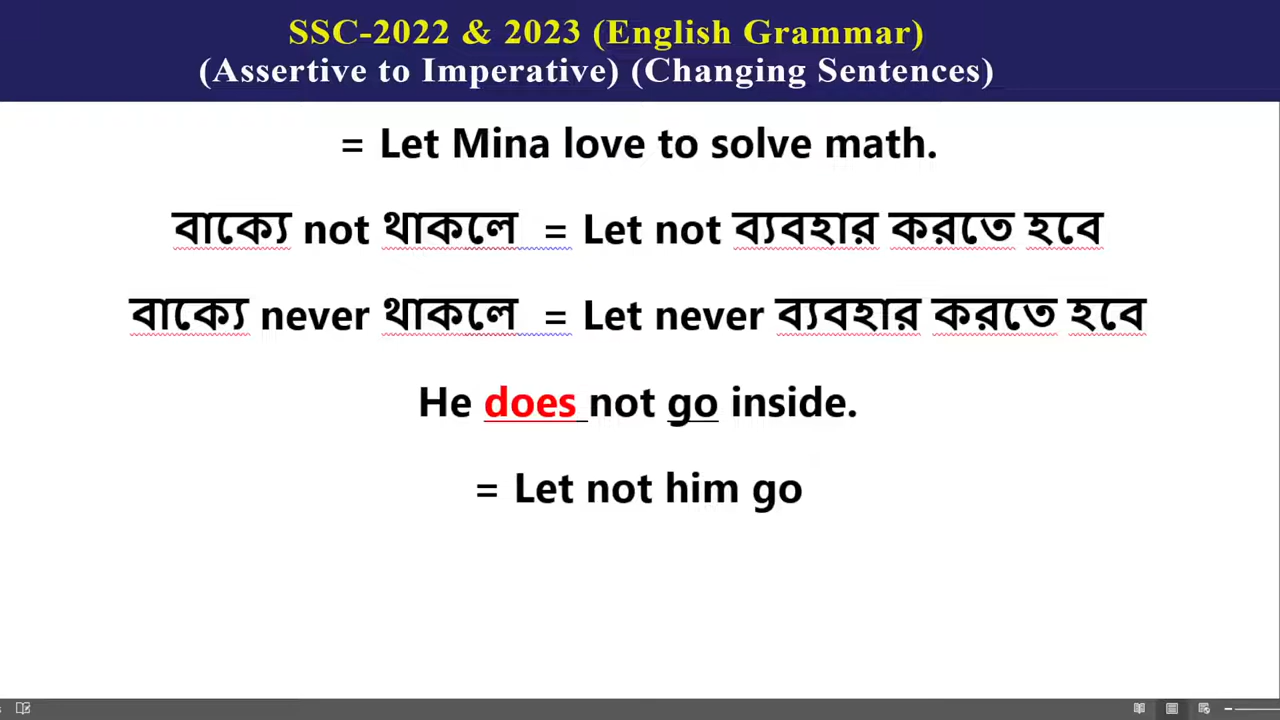 SSC-2022 & 2023 (English Grammar)
(Assertive to Imperative) (Changing Sentences)
= Let Mina love to solve math.
বাক্যে not থাকলে = Let not ব্যবহার করতে হবে
বাক্যে never থাকলে = Let never ব্যবহার করতে হবে
He does not go inside.
= Let not him go